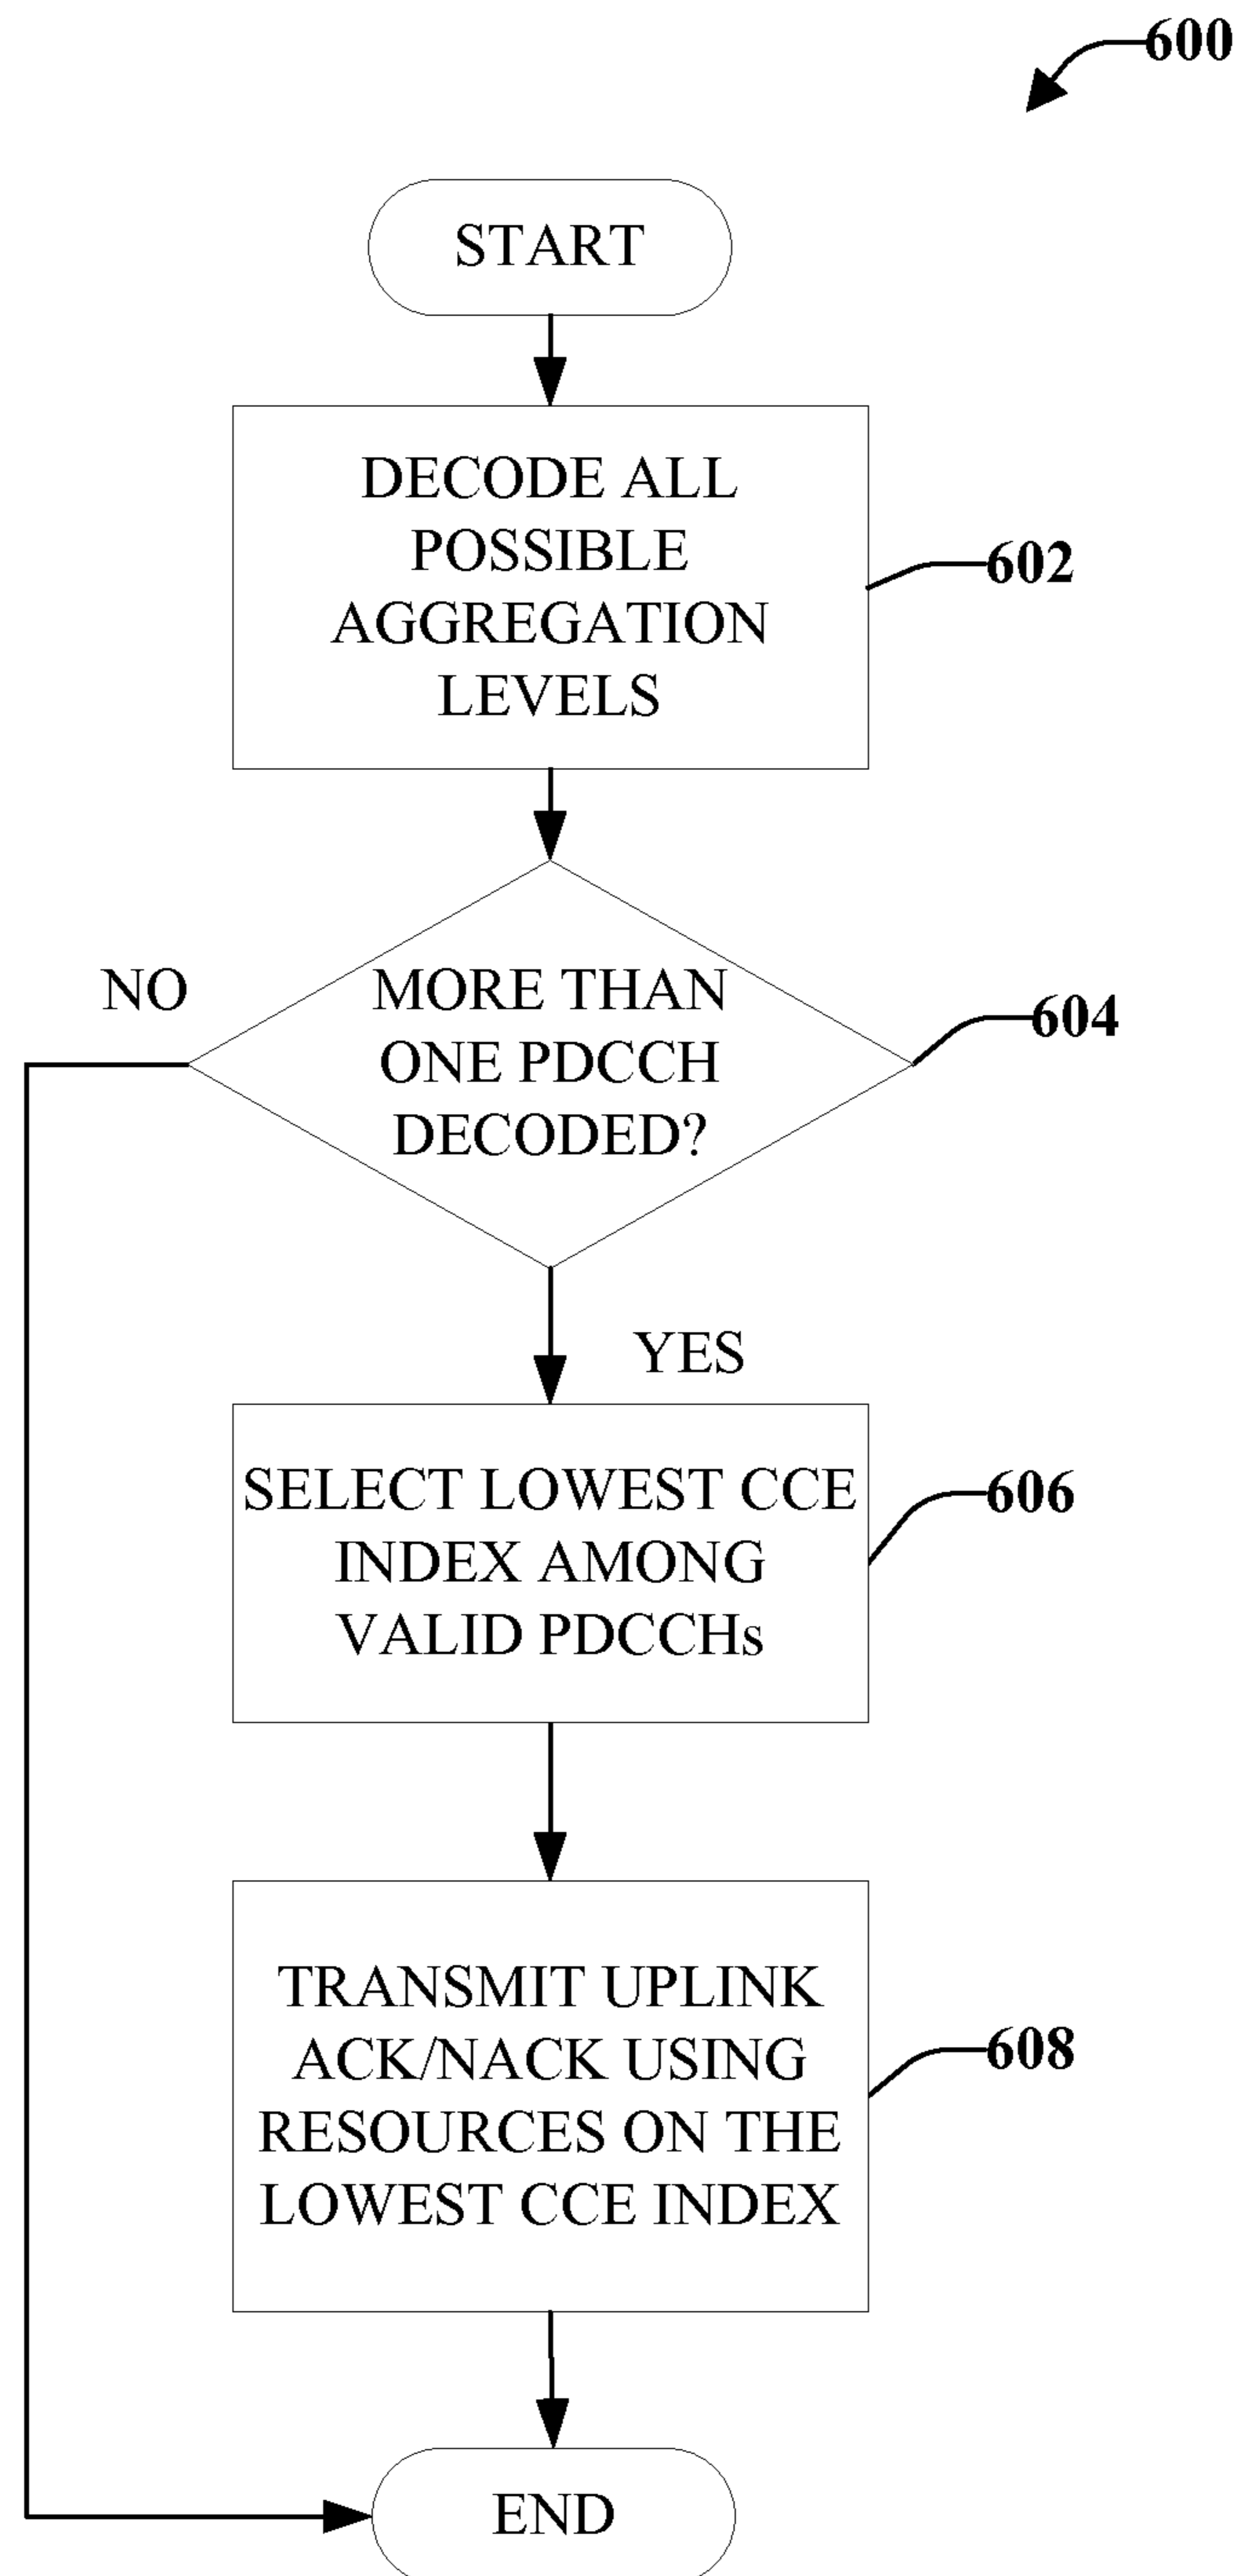 600
START
DECODE ALL
POSSIBLE
AGGREGATION
LEVELS
602
NO
MORE THAN
ONE PDCCH
DECODED?
604
YES
SELECT LOWEST CCE
INDEX AMONG
VALID PDCCHs
606
TRANSMIT UPLINK
ACK/NACK USING
RESOURCES ON THE
LOWEST CCE INDEX
608
END